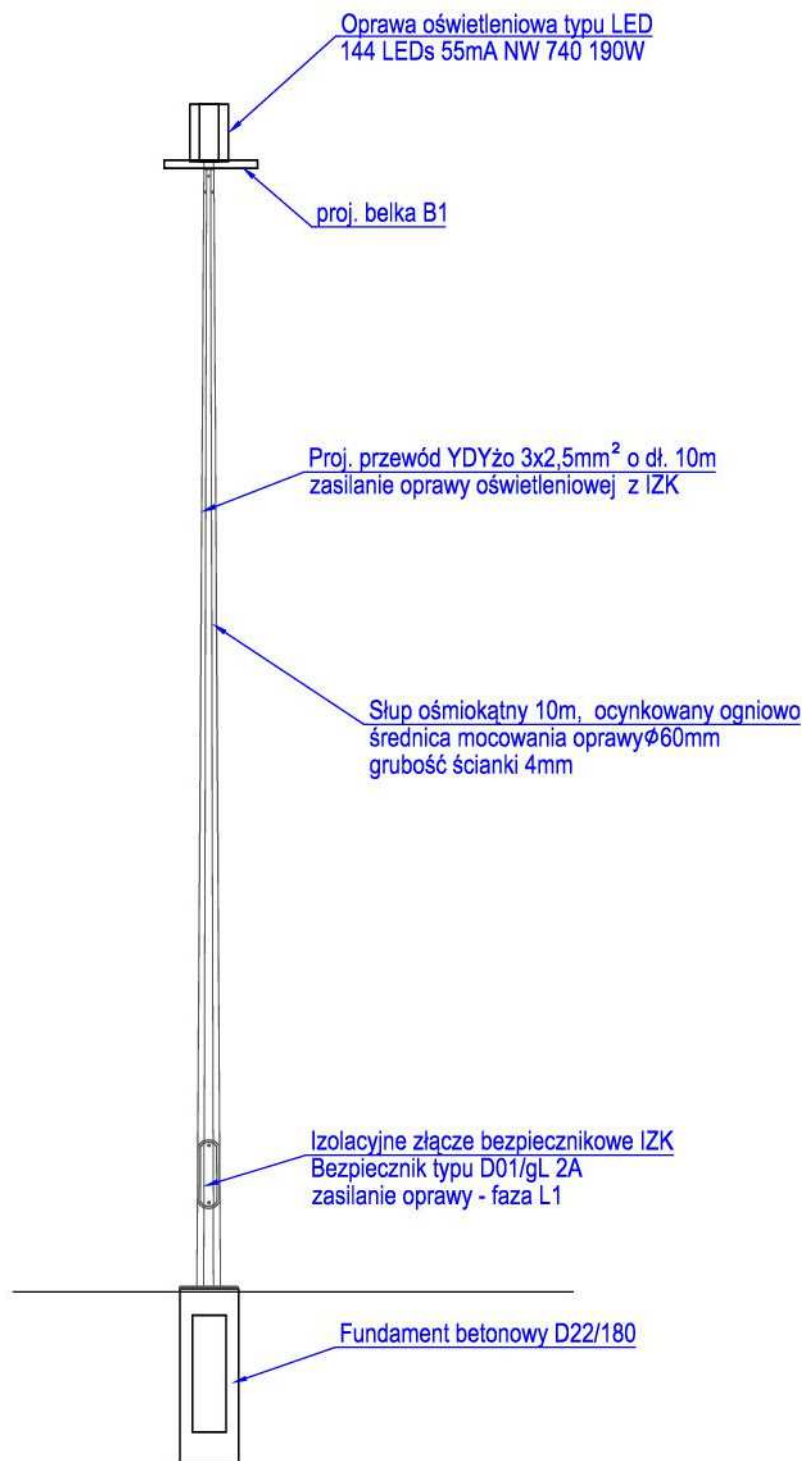 Oprawa oświetleniowa typu LED
144 LEDs 55mA NW 740 190W
proj. belka B1
Proj. przewód YDYżo 3x2,5mm² o dł. 10m
zasilanie oprawy oświetleniowej z IZK
Słup ośmiokątny 10m, ocynkowany ogniowo
średnica mocowania oprawyϕ60mm
grubość ścianki 4mm
Izolacyjne złącze bezpiecznikowe IZK
Bezpiecznik typu D01/gL 2A
zasilanie oprawy - faza L1
Fundament betonowy D22/180